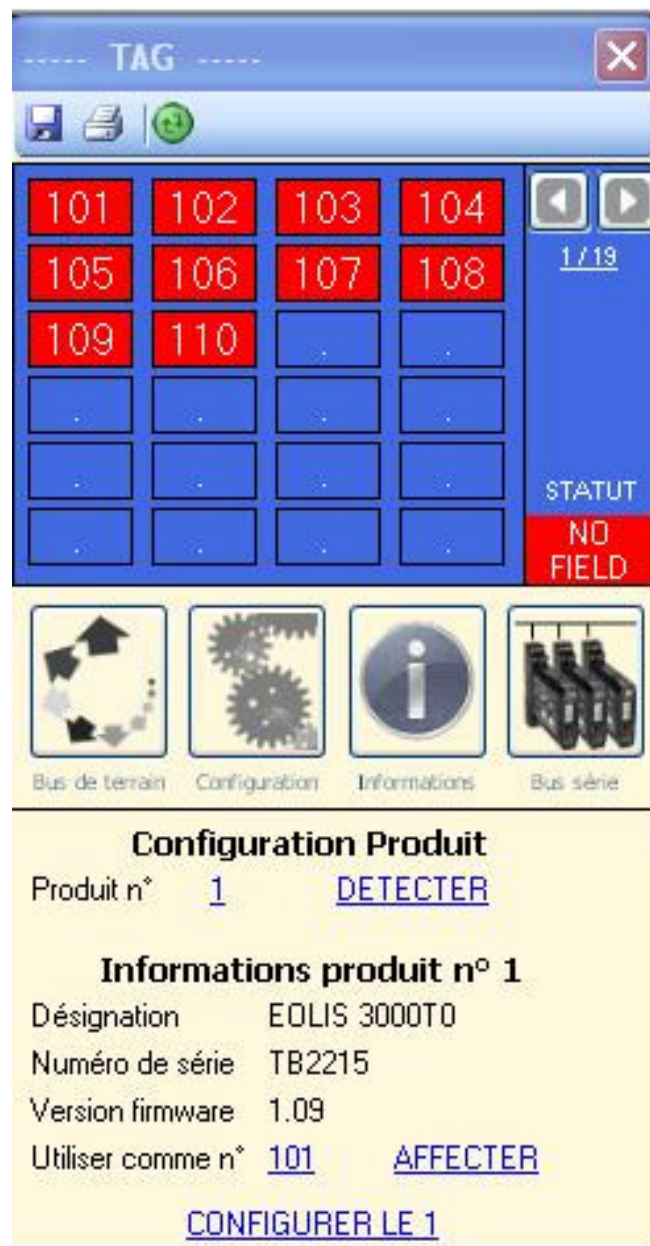 ----- TAG -----
101 102 103 104
105 106 107 108
1 / 19
109 110 . .
. . . .
. . . .
STATUT
. . . .
NO
FIELD
Bus de terrain Configuration Informations Bus série
Configuration Produit
Produit n° 1 DETECTER
Informations produit nº 1
Désignation EOLIS 3000T0
Numéro de série TB2215
Version firmware 1.09
Utiliser comme n° 101 AFFECTER
CONFIGURER LE 1